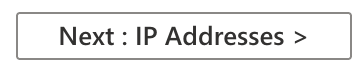 Next : IP Addresses >